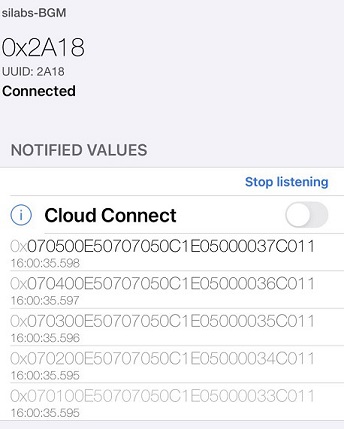 silabs-BGM
0x2A18
UUID: 2A18
Connected
NOTIFIED VALUES
Stop listening
Cloud Connect
0x070500E50707050C1E05000037C011
16:00:35.598
0x070400E50707050C1E05000036C011
16:00:35.597
0x070300E50707050C1E05000035C011
16:00:35.596
0x070200E50707050C1E05000034C011
16:00:35.595
0x070100E50707050C1E05000033C011
16:00:35.595